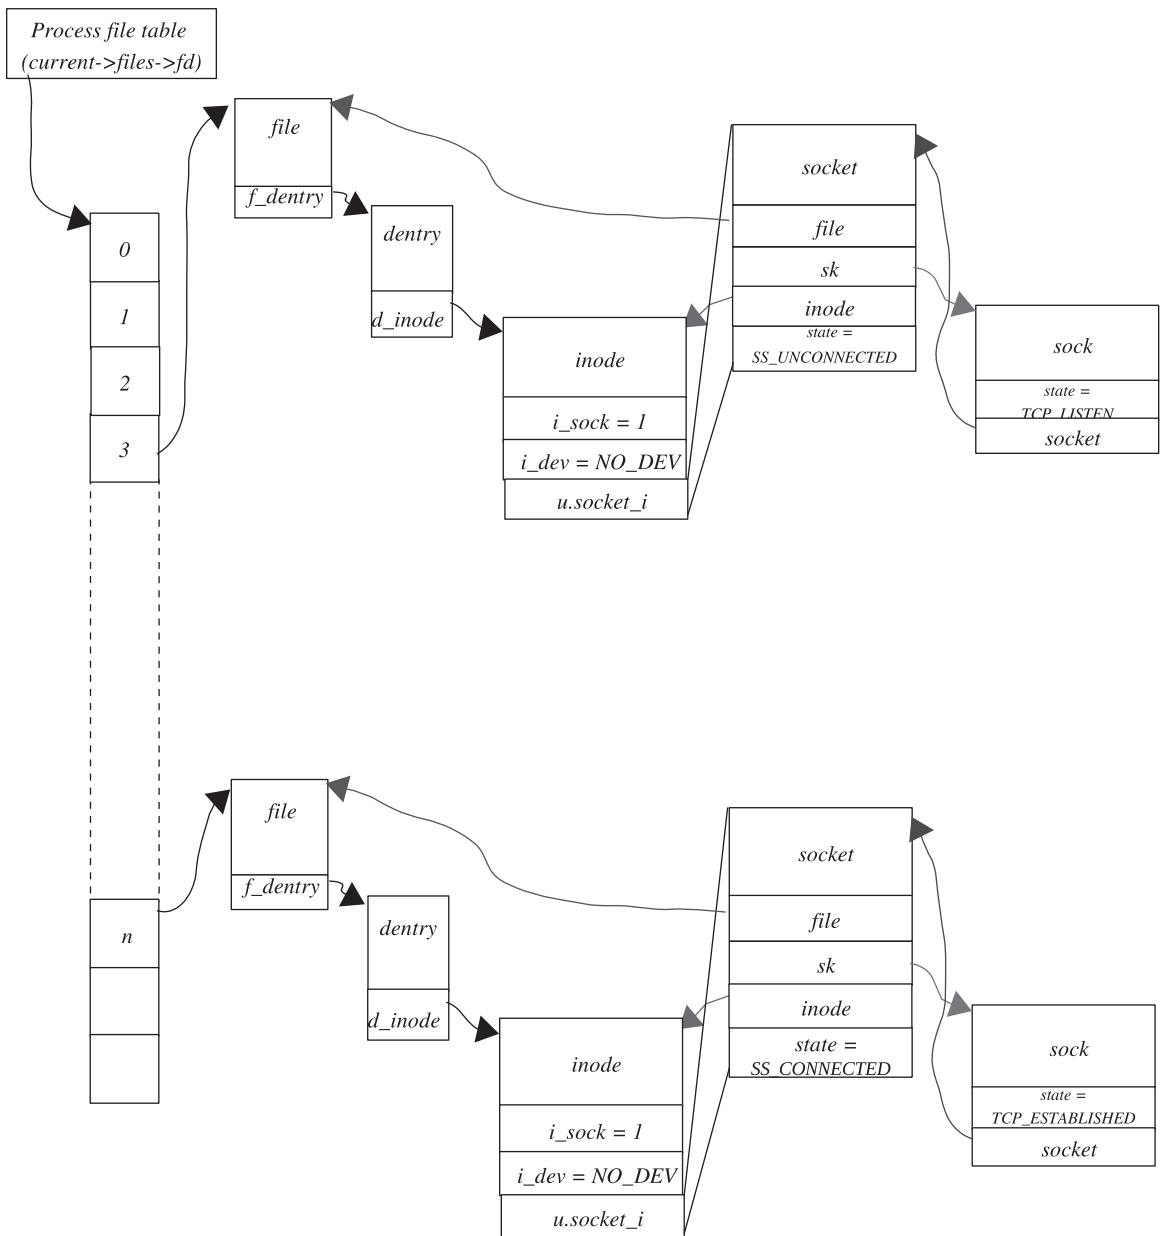 Process file table
(current->files->fd)
0
1
2
3
file
f_dentry
dentry
d_inode
inode
i_sock = 1
i_dev = NO_DEV
u.socket_i
socket
file
sk
inode
state =
SS_UNCONNECTED
sock
state =
TCP_LISTEN
socket
n
file
f_dentry
dentry
d_inode
inode
i_sock = 1
i_dev = NO_DEV
u.socket_i
socket
file
sk
inode
state =
SS_CONNECTED
sock
state =
TCP_ESTABLISHED
socket